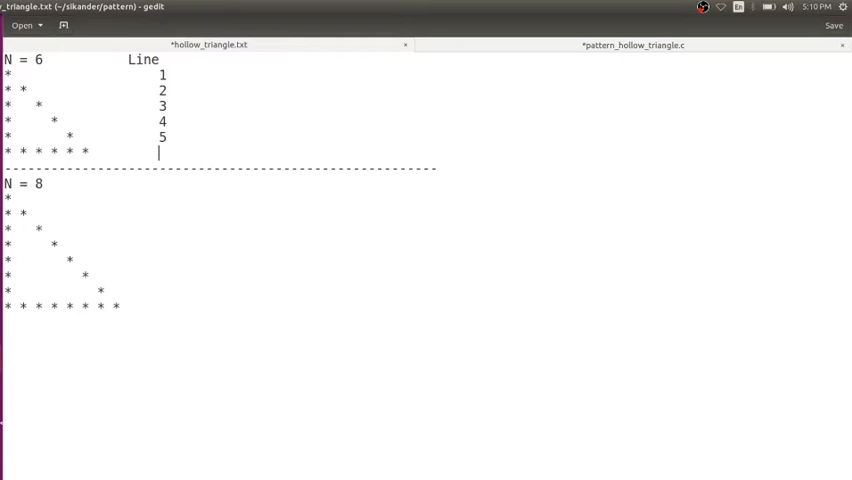 _triangle.txt (~/sikander/pattern) - gedit
En
5:10 PM
Open
Save
*hollow_triangle.txt ×
*pattern_hollow_triangle.c ×
N = 6           Line
*                   1
* *                 2
*   *               3
*     *             4
*       *           5
* * * * * *
--------------------------------------------------------
N = 8
*
* *
*   *
*     *
*       *
*         *
*           *
* * * * * * * *